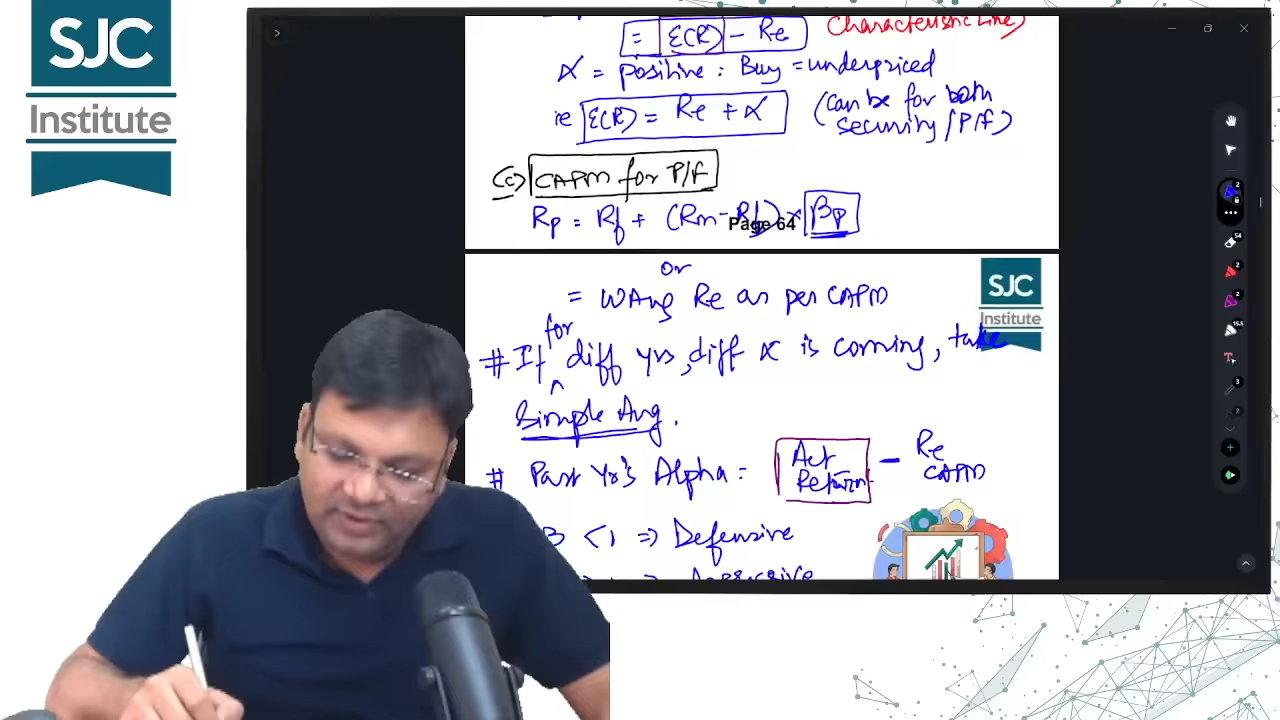 SJC
Institute
= E(R) - Re
Characteristic Line)
α = positive : Buy = underpriced
ie E(R) = Re + α
(can be for both
security / P/f)
(C) CAPM for P/F
Rp = Rf + (Rm - Rf) × βp
Page 64
or
= WAvg Re as per CAPM
SJC
Institute
# If for diff yrs, diff α is coming, take
Simple Avg.
# Past Yr's Alpha = Act Return - Re CAPM
β < 1 => Defensive
=> Aggressive